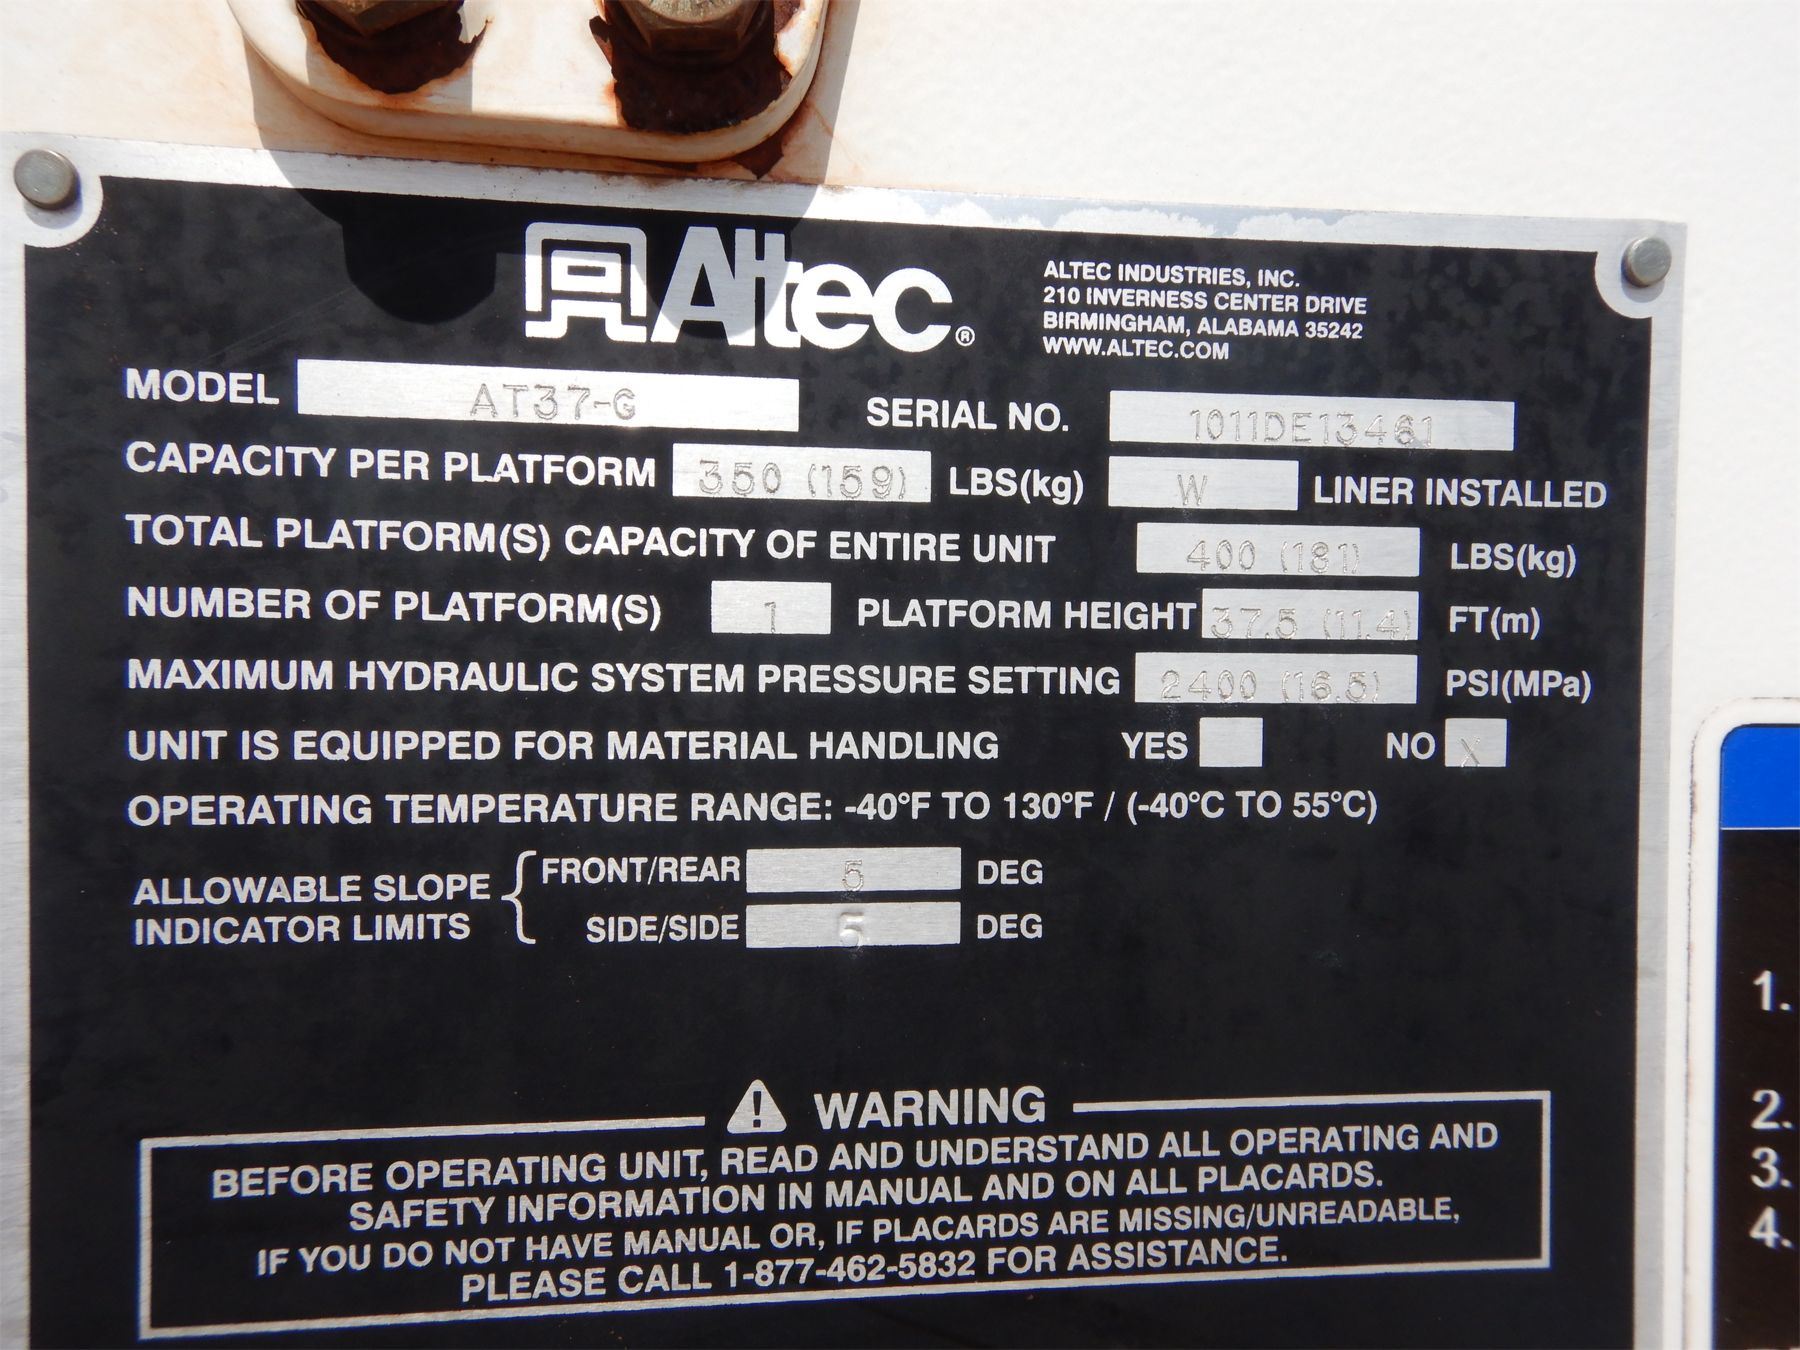 Altec®
ALTEC INDUSTRIES, INC.
210 INVERNESS CENTER DRIVE
BIRMINGHAM, ALABAMA 35242
WWW.ALTEC.COM
MODEL AT37-G SERIAL NO. 1011DE13461
CAPACITY PER PLATFORM 350 (159) LBS(kg) W LINER INSTALLED
TOTAL PLATFORM(S) CAPACITY OF ENTIRE UNIT 400 (181) LBS(kg)
NUMBER OF PLATFORM(S) 1 PLATFORM HEIGHT 37.5 (11.4) FT(m)
MAXIMUM HYDRAULIC SYSTEM PRESSURE SETTING 2400 (16.5) PSI(MPa)
UNIT IS EQUIPPED FOR MATERIAL HANDLING YES NO X
OPERATING TEMPERATURE RANGE: -40°F TO 130°F / (-40°C TO 55°C)
ALLOWABLE SLOPE INDICATOR LIMITS { FRONT/REAR 5 DEG
SIDE/SIDE 5 DEG
⚠ WARNING
BEFORE OPERATING UNIT, READ AND UNDERSTAND ALL OPERATING AND
SAFETY INFORMATION IN MANUAL AND ON ALL PLACARDS.
IF YOU DO NOT HAVE MANUAL OR, IF PLACARDS ARE MISSING/UNREADABLE,
PLEASE CALL 1-877-462-5832 FOR ASSISTANCE.
1.
2.
3.
4.